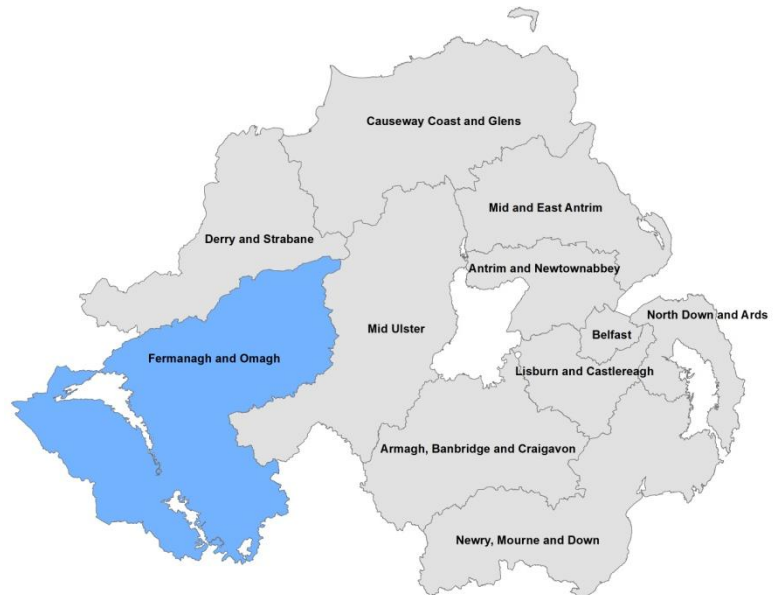 Causeway Coast and Glens
Mid and East Antrim
Derry and Strabane
Antrim and Newtownabbey
North Down and Ards
Mid Ulster
Belfast
Fermanagh and Omagh
Lisburn and Castlereagh
Armagh, Banbridge and Craigavon
Newry, Mourne and Down